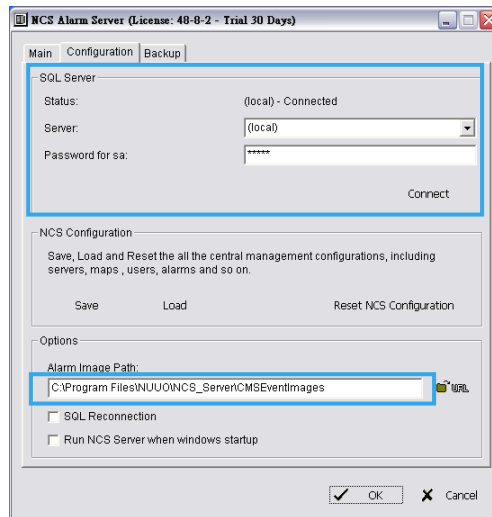 NCS Alarm Server (License: 48-8-2 - Trial 30 Days)
Main Configuration Backup
SQL Server
Status: (local) - Connected
Server: (local)
Password for sa: *****
Connect
NCS Configuration
Save, Load and Reset the all the central management configurations, including
servers, maps , users, alarms and so on.
Save Load Reset NCS Configuration
Options
Alarm Image Path:
C:\Program Files\NUUO\NCS_Server\CMSEventImages
SQL Reconnection
Run NCS Server when windows startup
OK Cancel